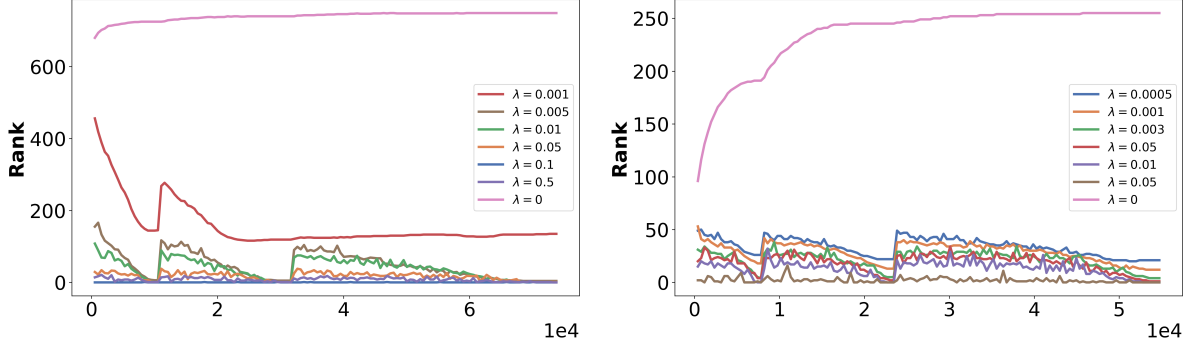 Rank
600
400
200
0
0
2
4
6
1e4
λ = 0.001
λ = 0.005
λ = 0.01
λ = 0.05
λ = 0.1
λ = 0.5
λ = 0
Rank
250
200
150
100
50
0
0
1
2
3
4
5
1e4
λ = 0.0005
λ = 0.001
λ = 0.003
λ = 0.05
λ = 0.01
λ = 0.05
λ = 0